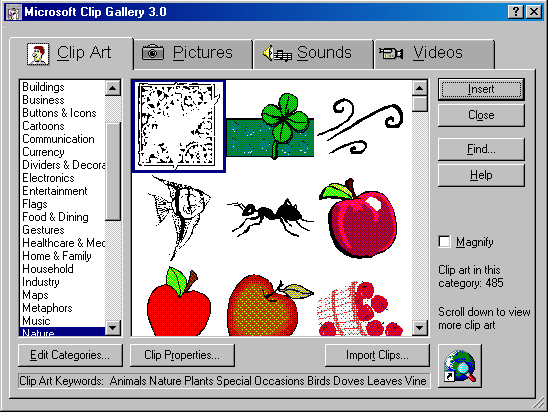 Microsoft Clip Gallery 3.0
Clip Art
Pictures
Sounds
Videos
Buildings
Business
Buttons & Icons
Cartoons
Communication
Currency
Dividers & Decora
Electronics
Entertainment
Flags
Food & Dining
Gestures
Healthcare & Med
Home & Family
Household
Industry
Maps
Metaphors
Music
Nature
Insert
Close
Find...
Help
Magnify
Clip art in this
category: 485
Scroll down to view
more clip art
Edit Categories...
Clip Properties...
Import Clips...
Clip Art Keywords: Animals Nature Plants Special Occasions Birds Doves Leaves Vine